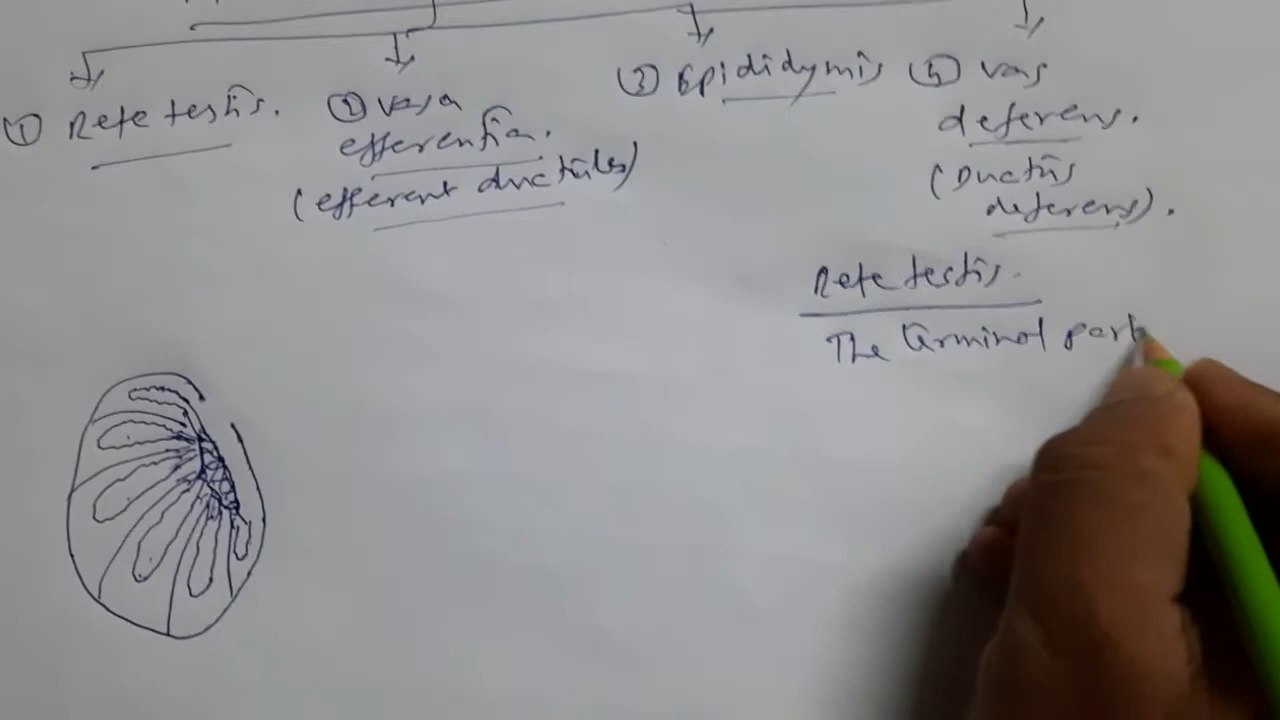 ① Rete testis.
② Vasa
efferentia.
(efferent ductules)
③ Epididymis
④ vas
deferens.
(Ductus
deferens).
Rete testis.
The terminal part